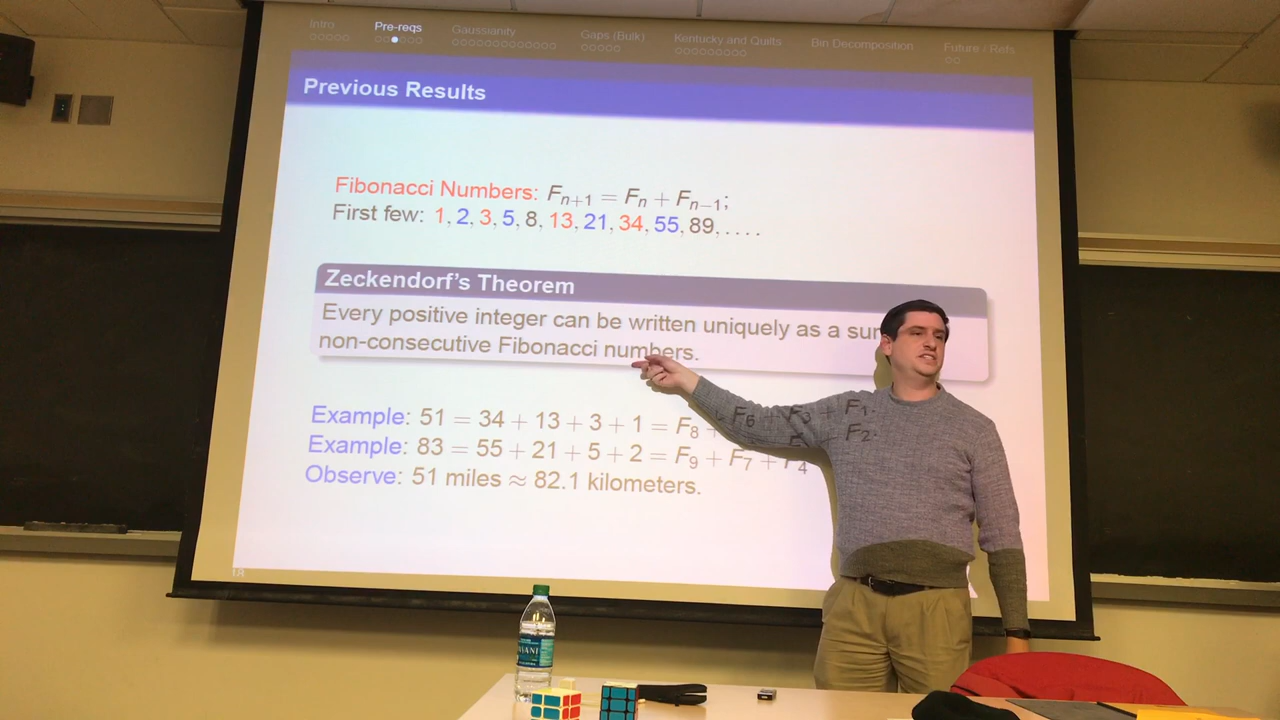 Intro Pre-reqs Gaussianity Gaps (Bulk) Kentucky and Quilts Bin Decomposition Future / Refs
Previous Results
Fibonacci Numbers: Fₙ₊₁ = Fₙ + Fₙ₋₁;
First few: 1, 2, 3, 5, 8, 13, 21, 34, 55, 89, ....
Zeckendorf's Theorem
Every positive integer can be written uniquely as a
non-consecutive Fibonacci numbers.
Example: 51 = 34 + 13 + 3 + 1 = F₈ + F₆ + F₃ + F₁.
Example: 83 = 55 + 21 + 5 + 2 = F₉ + F₇ + F₄ + F₂.
Observe: 51 miles ≈ 82.1 kilometers.
18